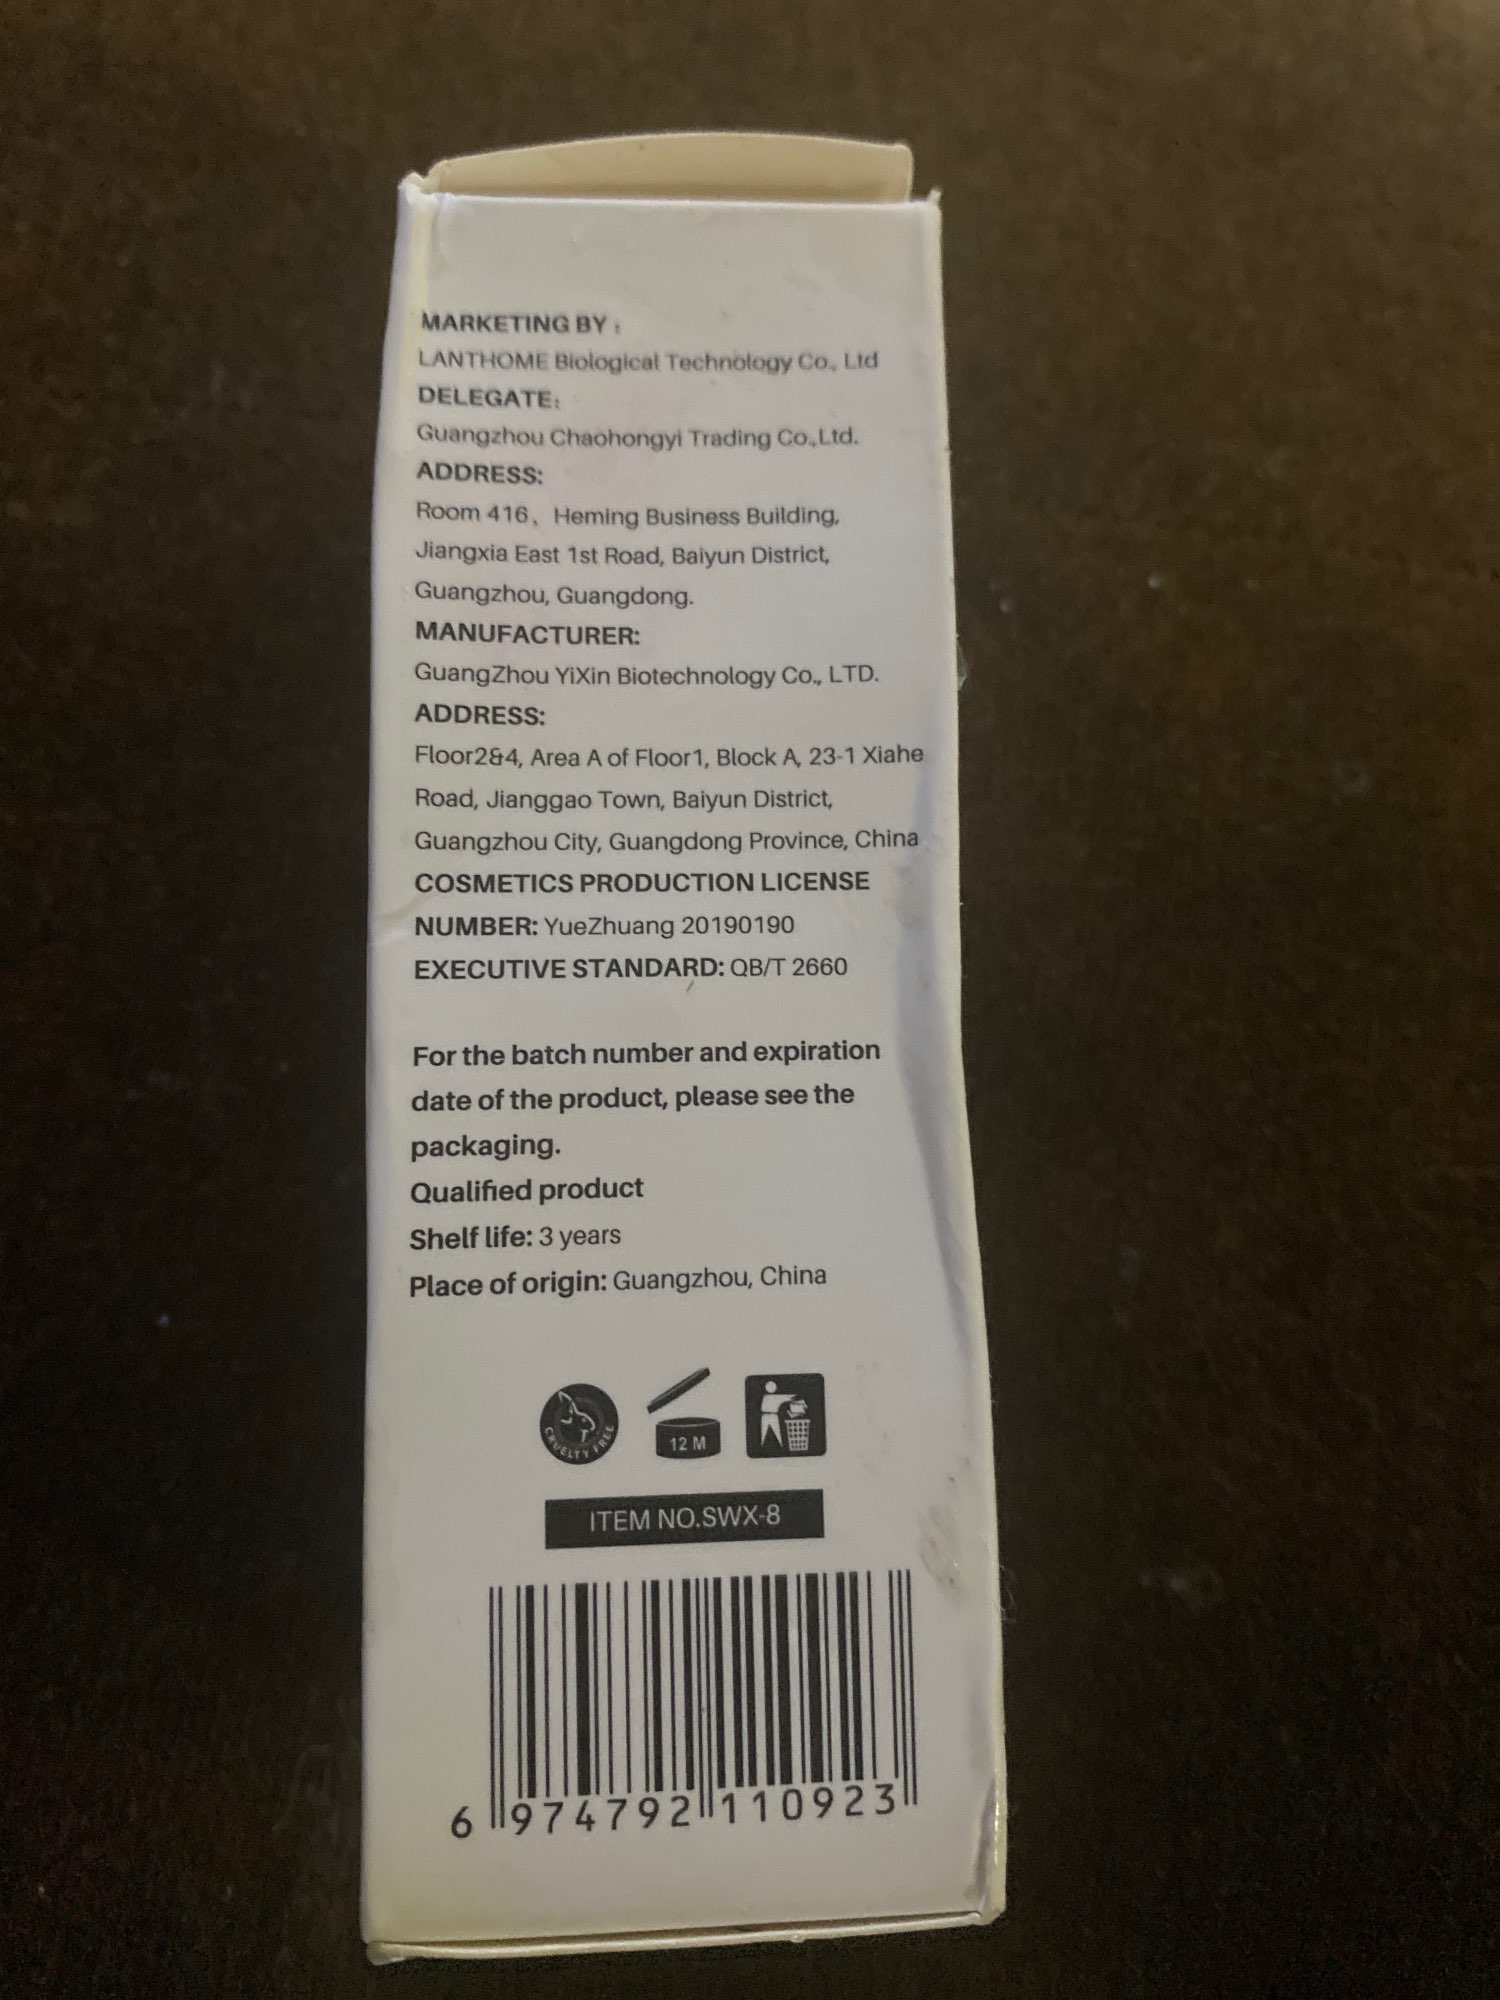 MARKETING BY：
LANTHOME Biological Technology Co., Ltd
DELEGATE：
Guangzhou Chaohongyi Trading Co.,Ltd.
ADDRESS:
Room 416、Heming Business Building,
Jiangxia East 1st Road, Baiyun District,
Guangzhou, Guangdong.
MANUFACTURER:
GuangZhou YiXin Biotechnology Co., LTD.
ADDRESS:
Floor2&4, Area A of Floor1, Block A, 23-1 Xiahe
Road, Jianggao Town, Baiyun District,
Guangzhou City, Guangdong Province, China
COSMETICS PRODUCTION LICENSE
NUMBER: YueZhuang 20190190
EXECUTIVE STANDARD: QB/T 2660
For the batch number and expiration
date of the product, please see the
packaging.
Qualified product
Shelf life: 3 years
Place of origin: Guangzhou, China
CRUELTY FREE
12 M
ITEM NO.SWX-8
6 974792 110923